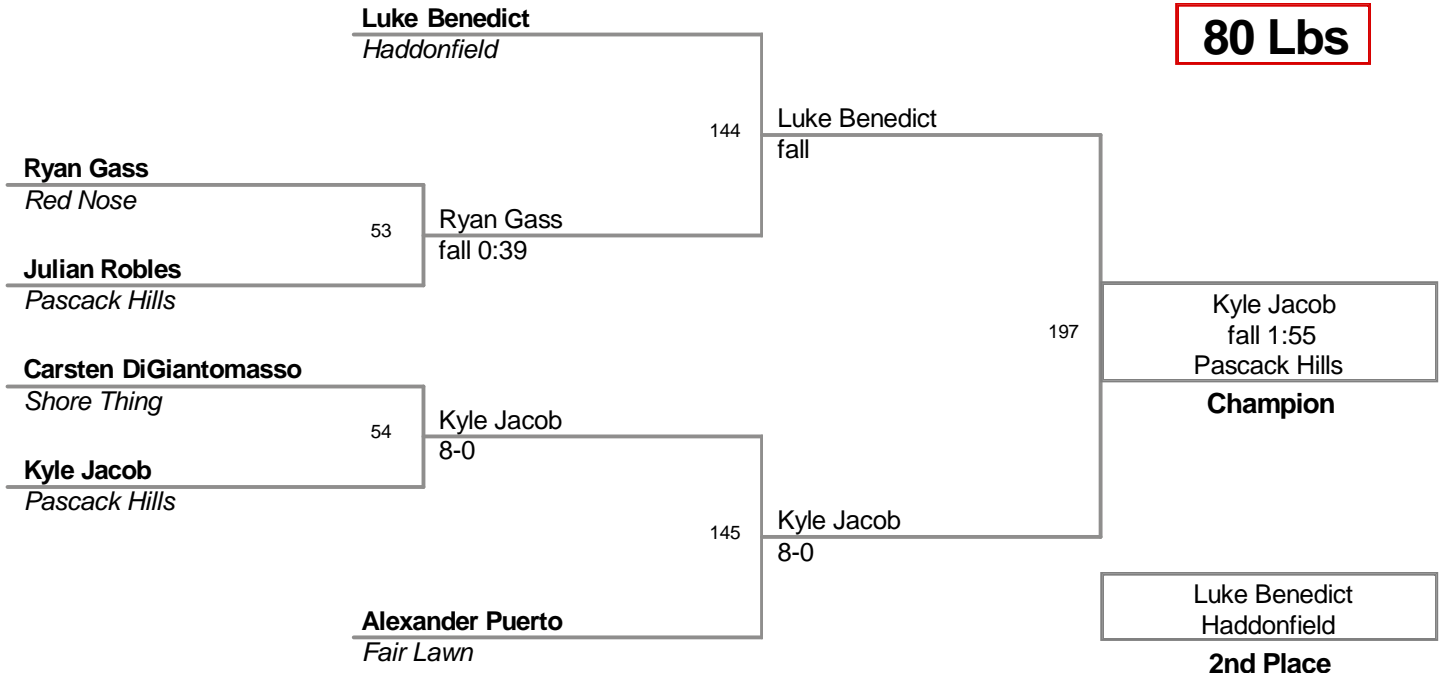 Luke Benedict
Haddonfield
80 Lbs
144
Luke Benedict
fall
Ryan Gass
Red Nose
53
Ryan Gass
fall 0:39
Julian Robles
Pascack Hills
197
Kyle Jacob
fall 1:55
Pascack Hills
Champion
Carsten DiGiantomasso
Shore Thing
54
Kyle Jacob
8-0
Kyle Jacob
Pascack Hills
145
Kyle Jacob
8-0
Alexander Puerto
Fair Lawn
Luke Benedict
Haddonfield
2nd Place